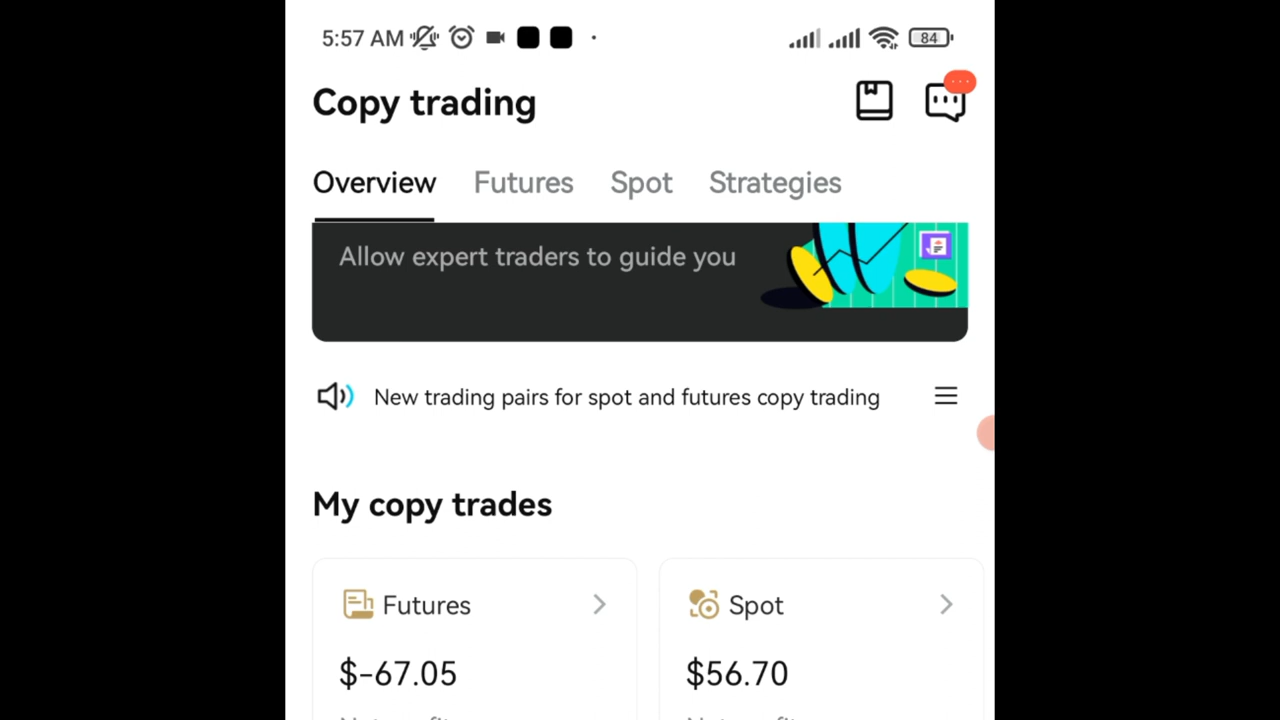 5:57 AM 84
Copy trading
Overview Futures Spot Strategies
Allow expert traders to guide you
New trading pairs for spot and futures copy trading
My copy trades
Futures Spot
$-67.05 $56.70